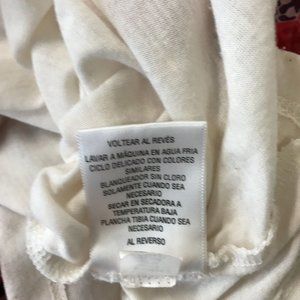 VOLTEAR AL REVÉS
LAVAR A MÁQUINA EN AGUA FRIA
CICLO DELICADO CON COLORES
SIMILARES
BLANQUEADOR SIN CLORO
SOLAMENTE CUANDO SEA
NECESARIO
SECAR EN SECADORA A
TEMPERATURA BAJA
PLANCHA TIBIA CUANDO SEA
NECESARIO
AL REVERSO